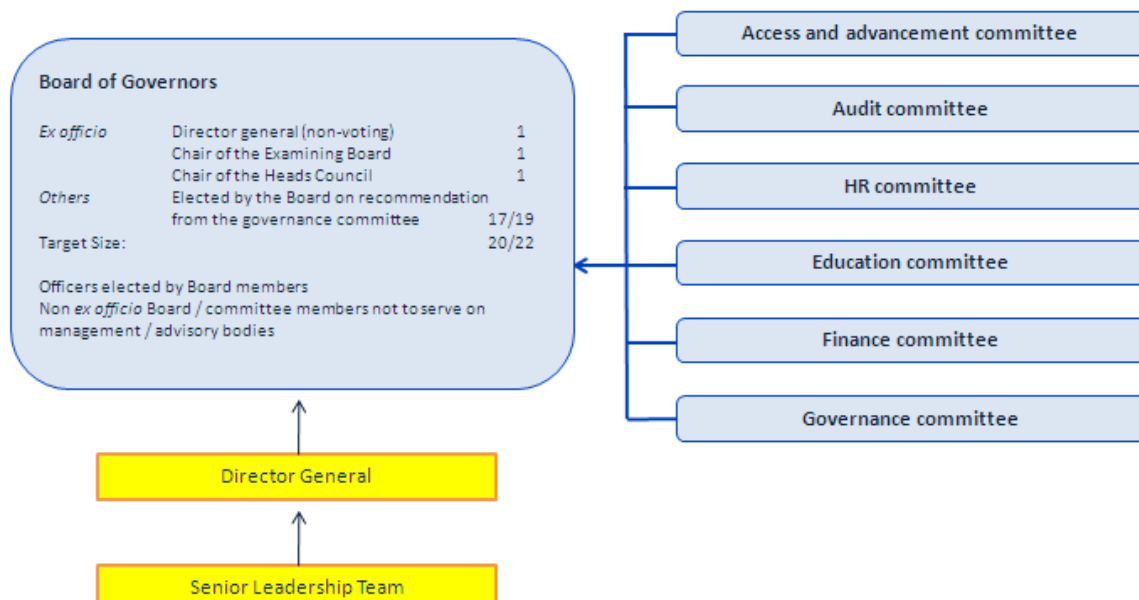 Board of Governors
Ex officio Director general (non-voting) 1
Chair of the Examining Board 1
Chair of the Heads Council 1
Others Elected by the Board on recommendation
from the governance committee 17/19
Target Size: 20/22
Officers elected by Board members
Non ex officio Board / committee members not to serve on
management / advisory bodies
Director General
Senior Leadership Team
Access and advancement committee
Audit committee
HR committee
Education committee
Finance committee
Governance committee